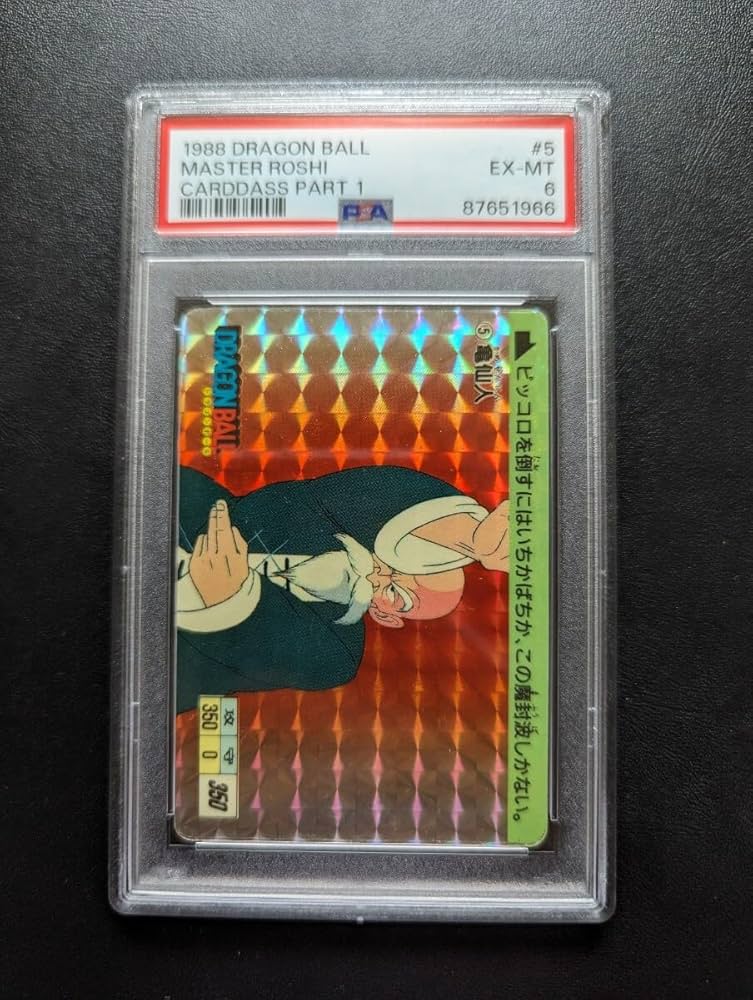 1988 DRAGON BALL #5
MASTER ROSHI EX-MT
CARDDASS PART 1 6
PSA 87651966
ピッコロを倒すにはいちかばちか、この魔封波しかない。
⑤ 亀仙人
DRAGON BALL
攻 守
350 0 350